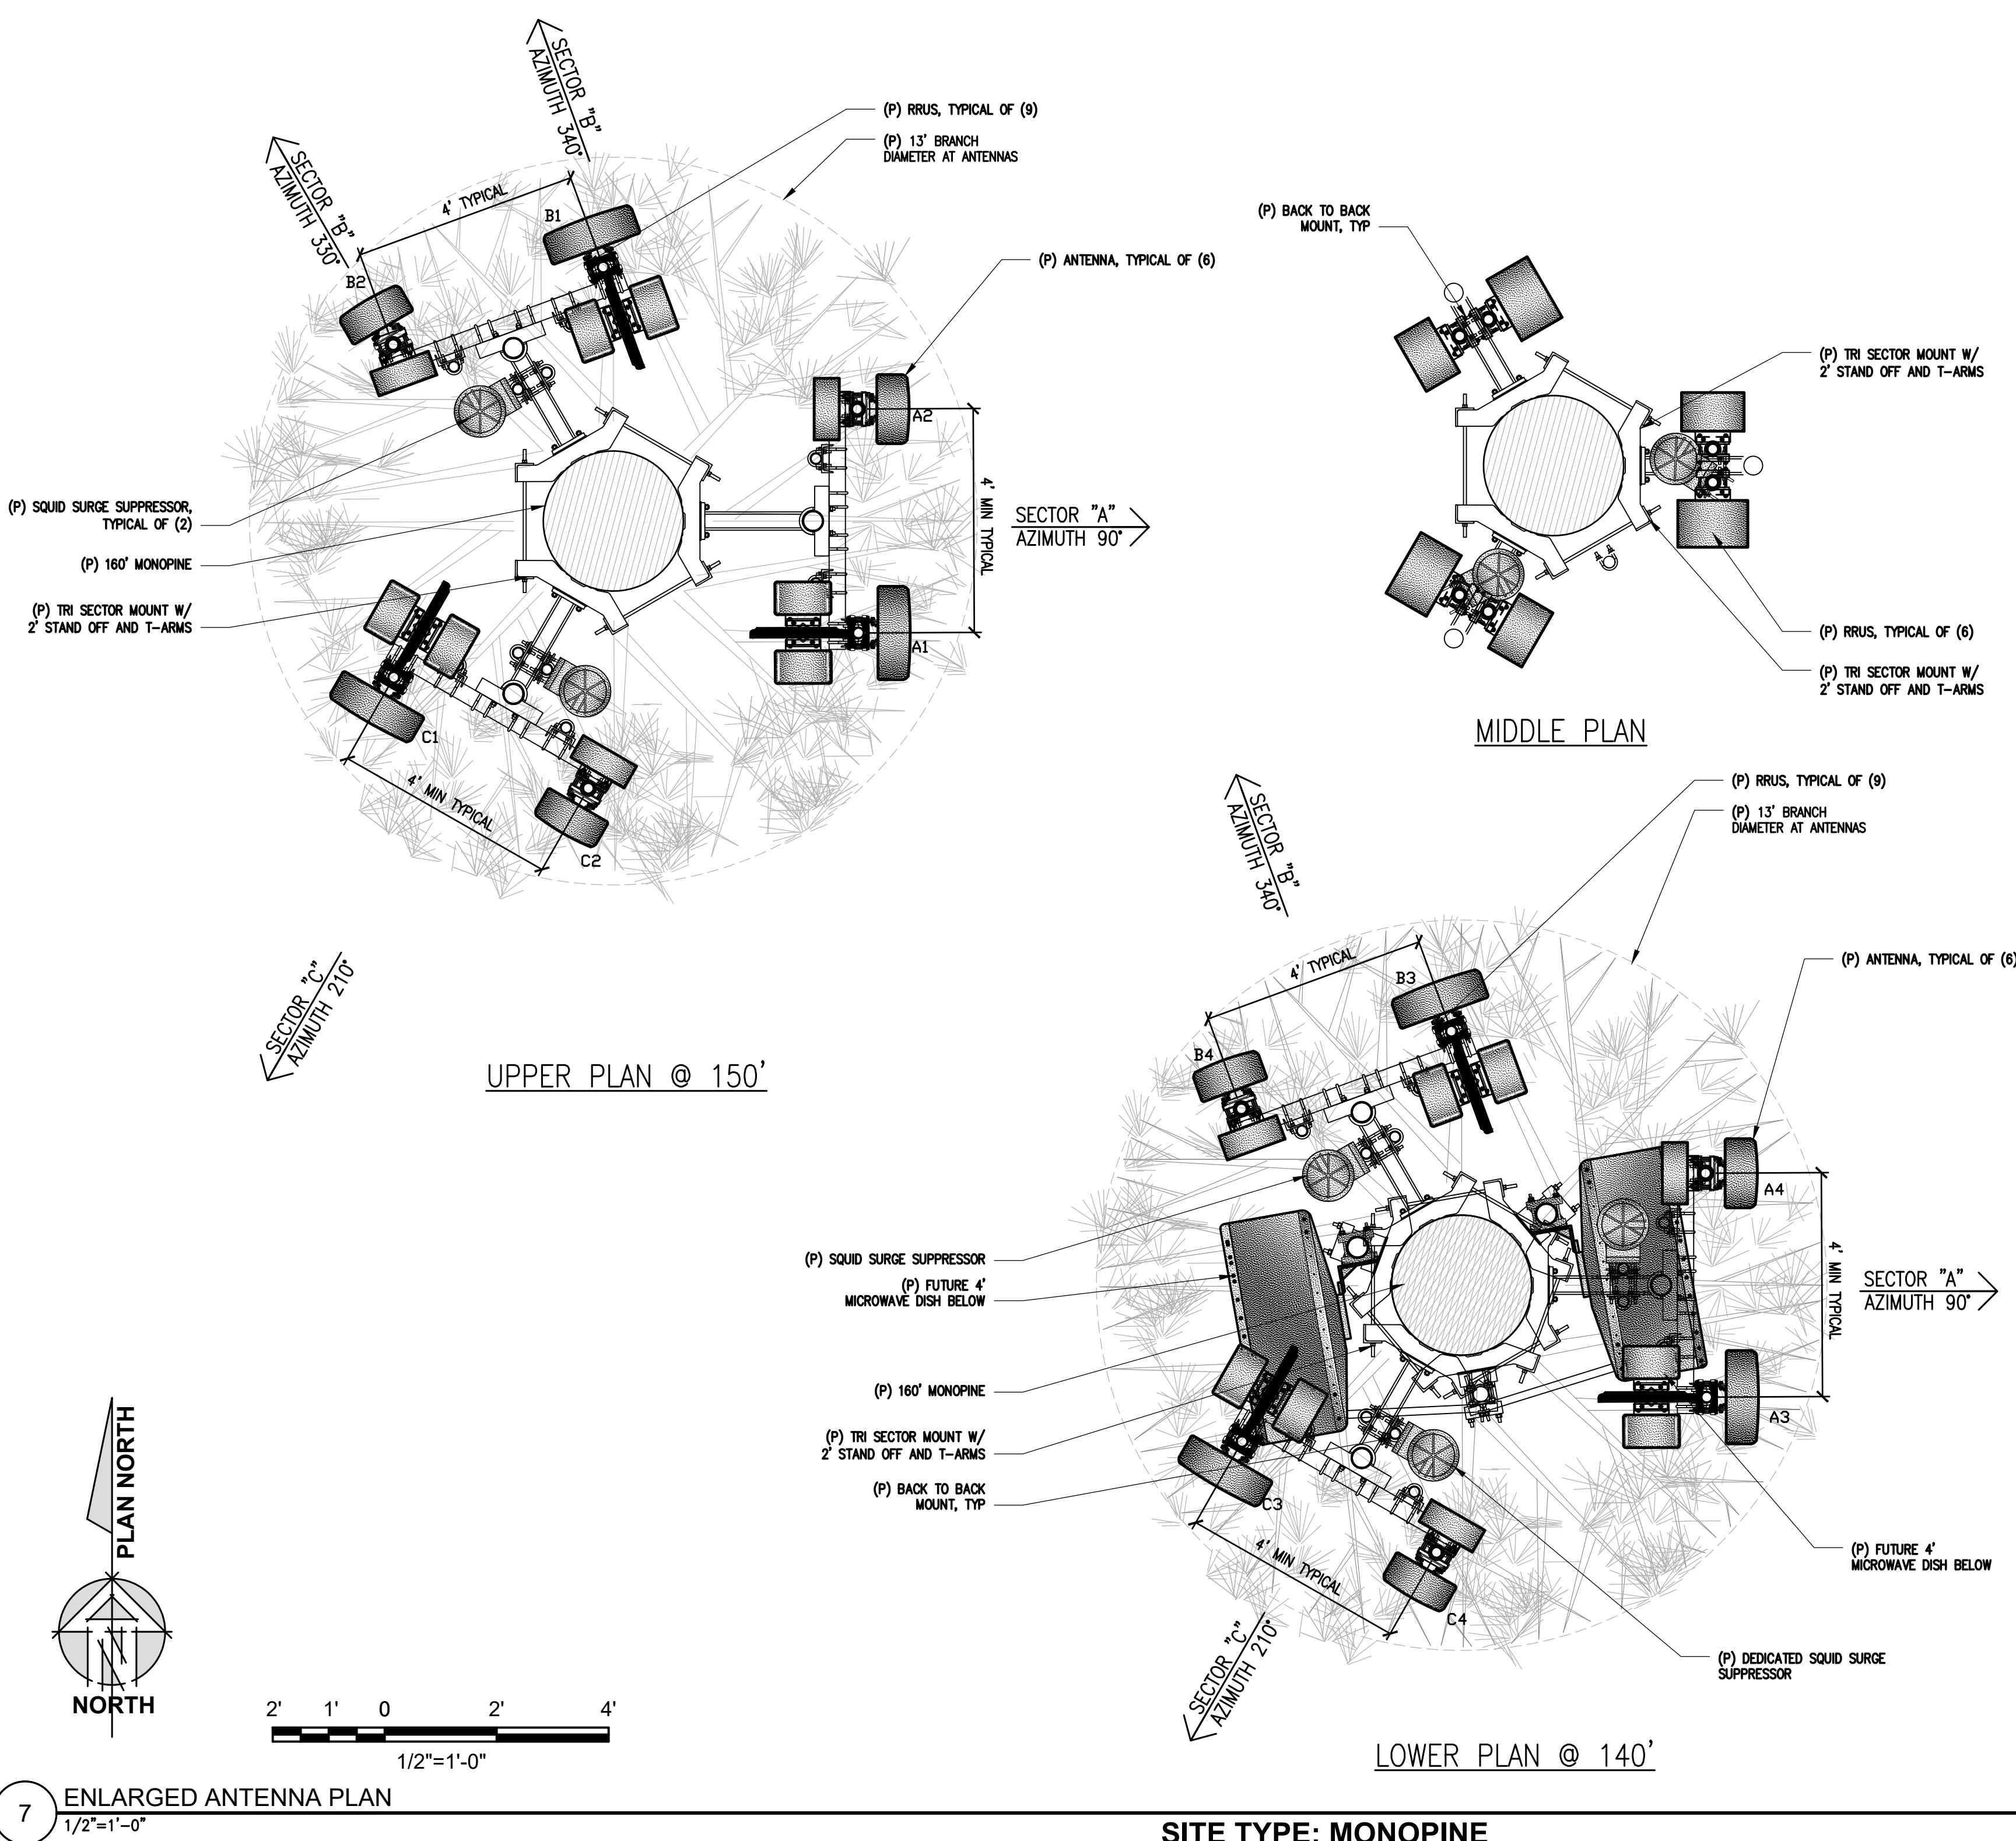 SECTOR "B"
AZIMUTH 340°
SECTOR "B"
AZIMUTH 330°
4' TYPICAL
B1
B2
(P) RRUS, TYPICAL OF (9)
(P) 13' BRANCH
DIAMETER AT ANTENNAS
(P) ANTENNA, TYPICAL OF (6)
A2
4' MIN TYPICAL
SECTOR "A"
AZIMUTH 90°
A1
(P) SQUID SURGE SUPPRESSOR,
TYPICAL OF (2)
(P) 160' MONOPINE
(P) TRI SECTOR MOUNT W/
2' STAND OFF AND T-ARMS
C1
4' MIN TYPICAL
C2
SECTOR "C"
AZIMUTH 210°
UPPER PLAN @ 150'
(P) BACK TO BACK
MOUNT, TYP
(P) TRI SECTOR MOUNT W/
2' STAND OFF AND T-ARMS
(P) RRUS, TYPICAL OF (6)
(P) TRI SECTOR MOUNT W/
2' STAND OFF AND T-ARMS
MIDDLE PLAN
SECTOR "B"
AZIMUTH 340°
(P) RRUS, TYPICAL OF (9)
(P) 13' BRANCH
DIAMETER AT ANTENNAS
(P) ANTENNA, TYPICAL OF (6)
4' TYPICAL
B3
B4
A4
4' MIN TYPICAL
SECTOR "A"
AZIMUTH 90°
A3
(P) SQUID SURGE SUPPRESSOR
(P) FUTURE 4'
MICROWAVE DISH BELOW
(P) 160' MONOPINE
(P) TRI SECTOR MOUNT W/
2' STAND OFF AND T-ARMS
(P) BACK TO BACK
MOUNT, TYP
C3
4' MIN TYPICAL
C4
(P) FUTURE 4'
MICROWAVE DISH BELOW
(P) DEDICATED SQUID SURGE
SUPPRESSOR
SECTOR "C"
AZIMUTH 210°
LOWER PLAN @ 140'
PLAN NORTH
NORTH
2' 1' 0 2' 4'
1/2"=1'-0"
7
ENLARGED ANTENNA PLAN
1/2"=1'-0"
SITE TYPE: MONOPINE